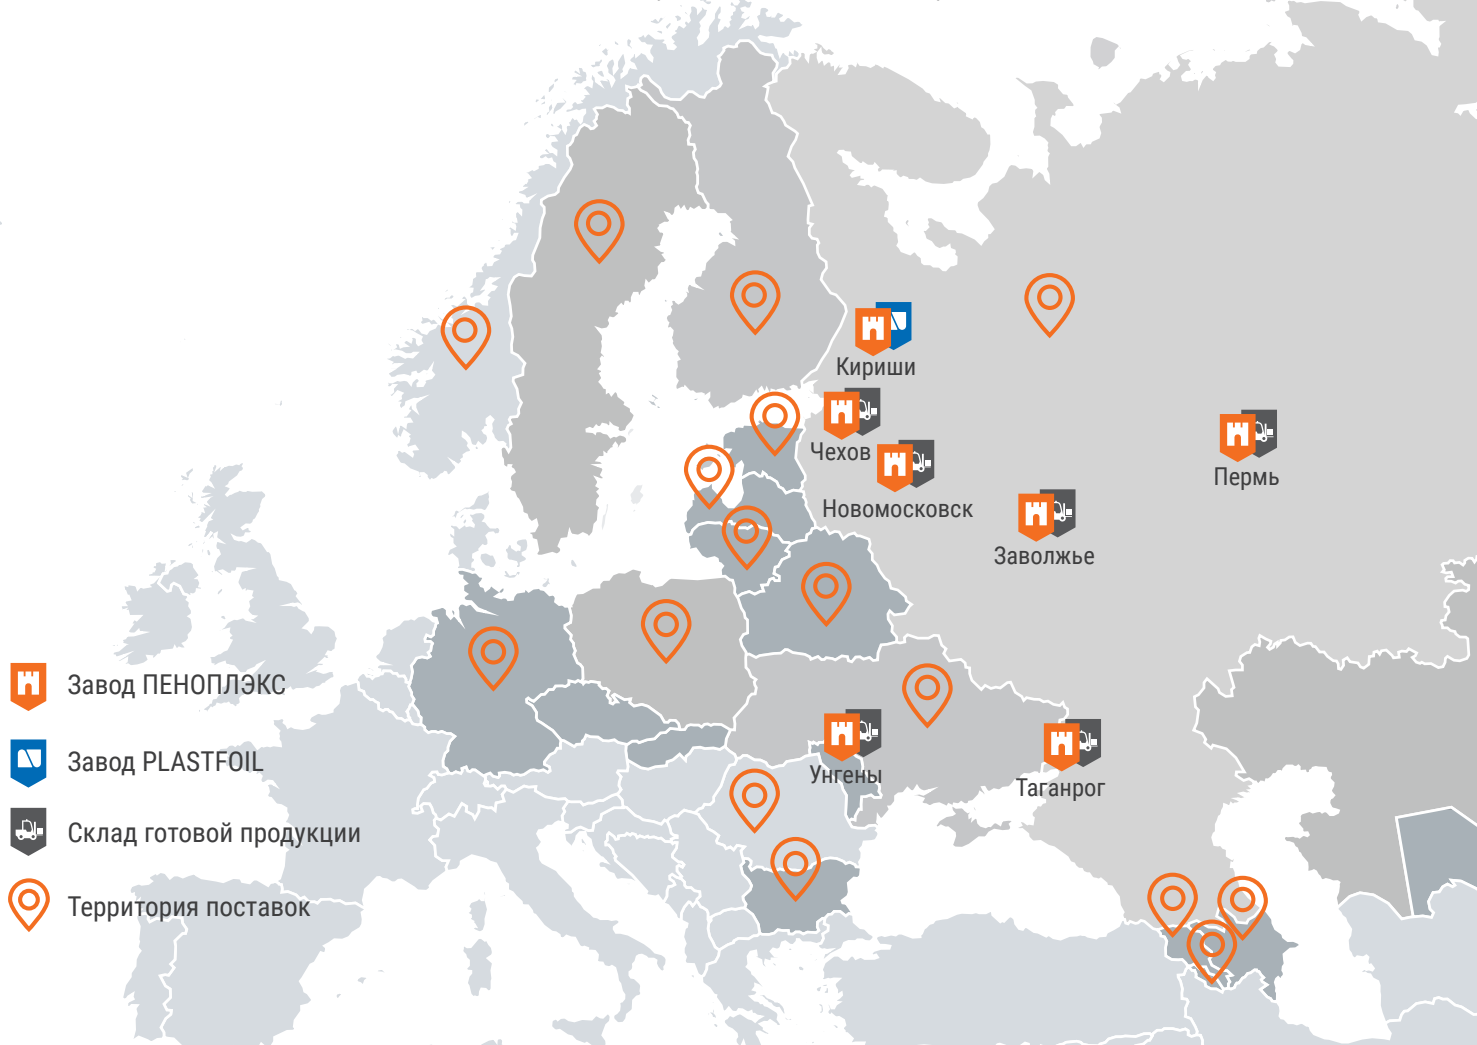 Кириши
Чехов
Новомосковск
Пермь
Заволжье
Унгены
Таганрог
Завод ПЕНОПЛЭКС
Завод PLASTFOIL
Склад готовой продукции
Территория поставок